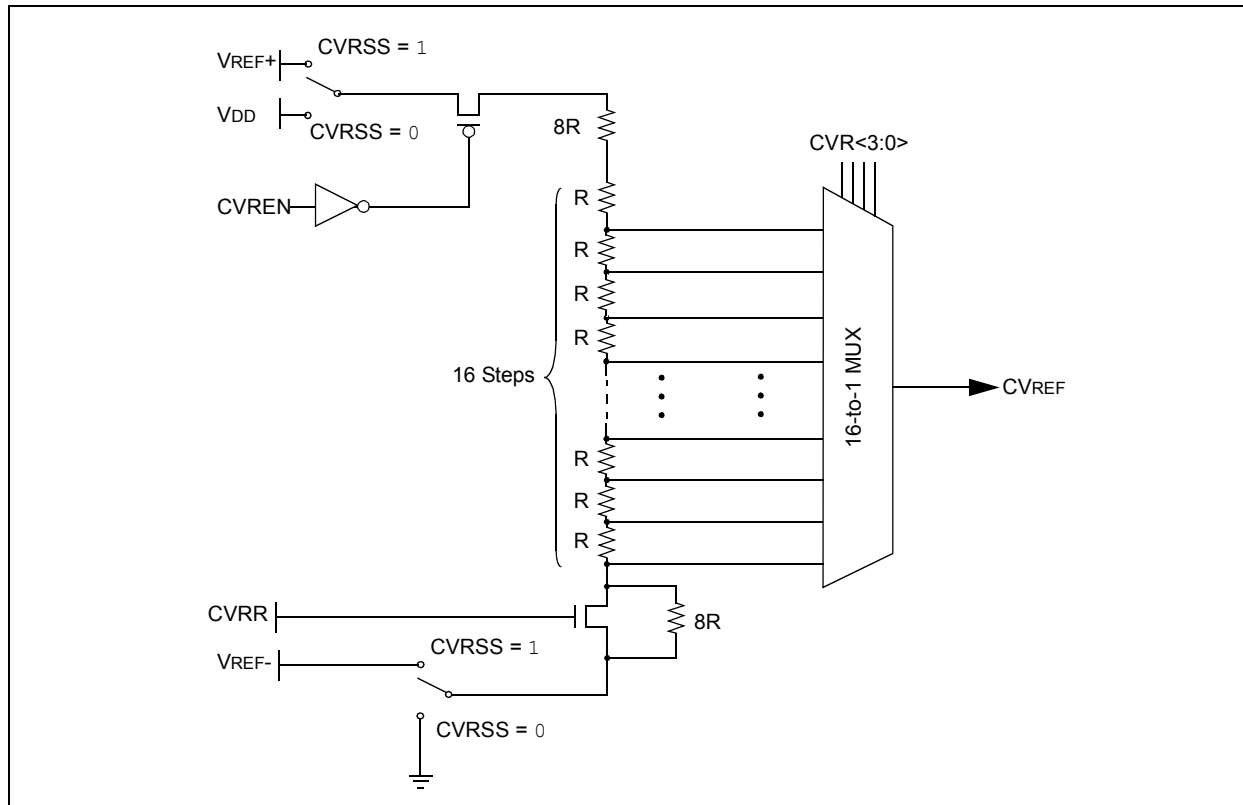 CVRSS = 1
VREF+
VDD
CVRSS = 0
8R
CVR<3:0>
CVREN
R
R
R
R
16 Steps
16-to-1 MUX
CVREF
R
R
R
CVRR
8R
CVRSS = 1
VREF-
CVRSS = 0